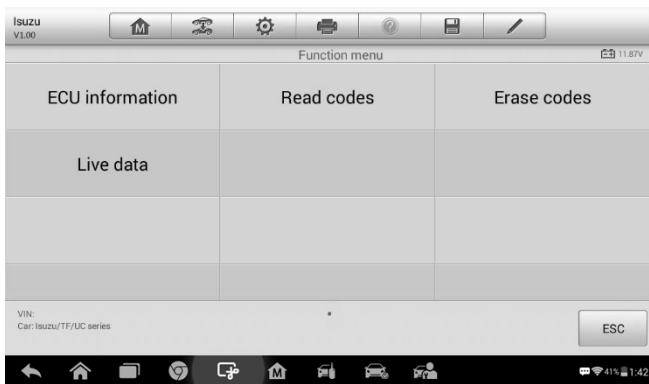 Isuzu
V1.00
M
?
Function menu
11.87V
ECU information
Read codes
Erase codes
Live data
VIN:
Car: Isuzu/TF/UC series
ESC
M
41%
1:42